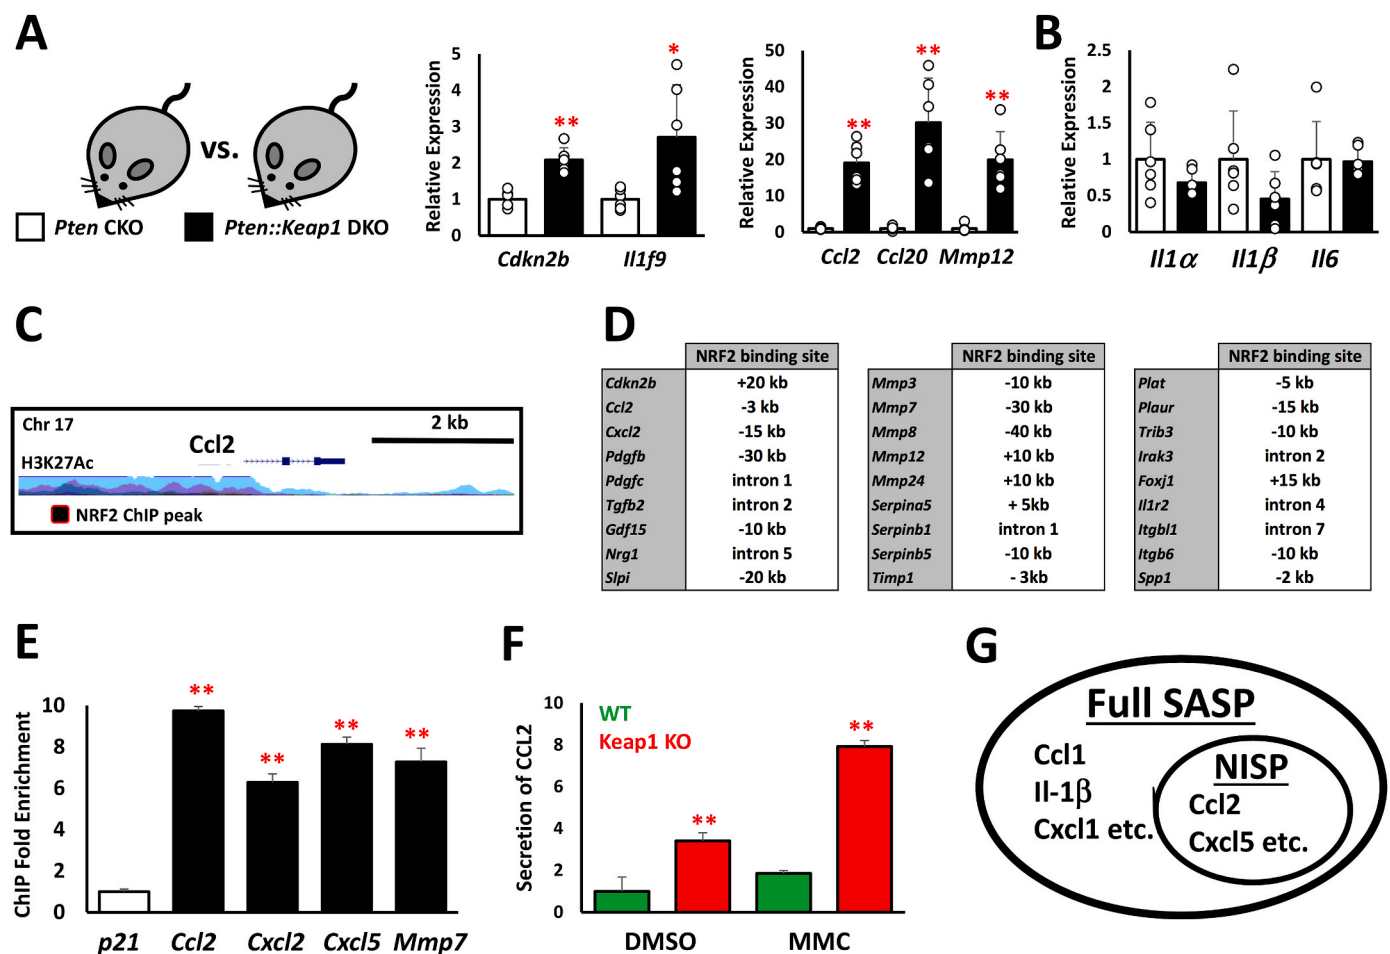 A
vs.
Pten CKO
Pten::Keap1 DKO
Relative Expression
5
4
3
2
1
0
**
*
Cdkn2b
Il1f9
Relative Expression
50
40
30
20
10
0
**
**
**
Ccl2
Ccl20
Mmp12
B
Relative Expression
2.5
2
1.5
1
0.5
0
Il1α
Il1β
Il6
C
Chr 17
2 kb
Ccl2
H3K27Ac
NRF2 ChIP peak
D
NRF2 binding site
Cdkn2b +20 kb
Ccl2 -3 kb
Cxcl2 -15 kb
Pdgfb -30 kb
Pdgfc intron 1
Tgfb2 intron 2
Gdf15 -10 kb
Nrg1 intron 5
Slpi -20 kb
NRF2 binding site
Mmp3 -10 kb
Mmp7 -30 kb
Mmp8 -40 kb
Mmp12 +10 kb
Mmp24 +10 kb
Serpina5 + 5kb
Serpinb1 intron 1
Serpinb5 -10 kb
Timp1 - 3kb
NRF2 binding site
Plat -5 kb
Plaur -15 kb
Trib3 -10 kb
Irak3 intron 2
Foxj1 +15 kb
Il1r2 intron 4
Itgbl1 intron 7
Itgb6 -10 kb
Spp1 -2 kb
E
ChIP Fold Enrichment
10
8
6
4
2
0
**
**
**
**
p21
Ccl2
Cxcl2
Cxcl5
Mmp7
F
Secretion of CCL2
10
8
6
4
2
0
WT
Keap1 KO
**
**
DMSO
MMC
G
Full SASP
Ccl1
Il-1β
Cxcl1 etc.
NISP
Ccl2
Cxcl5 etc.